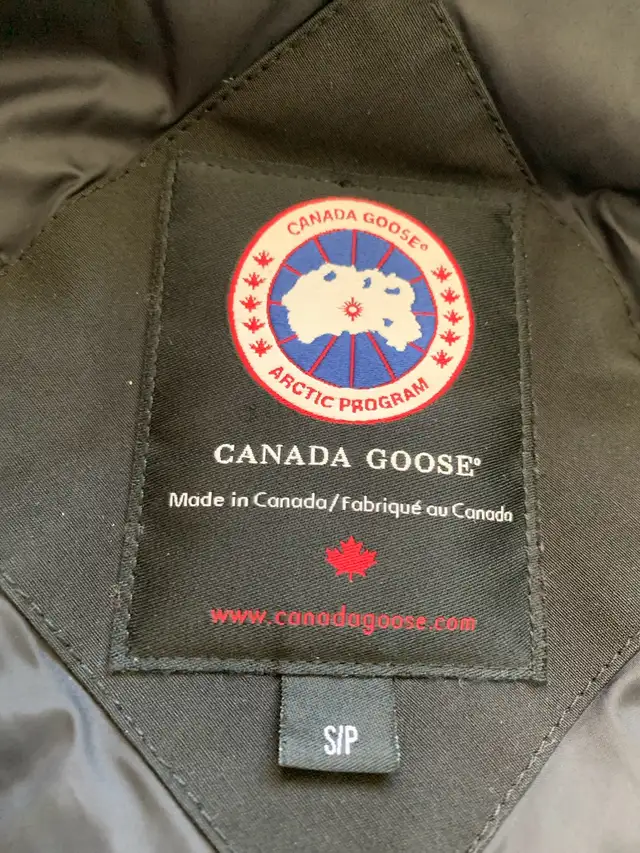 CANADA GOOSE®
ARCTIC PROGRAM
CANADA GOOSE®
Made in Canada/Fabriqué au Canada
www.canadagoose.com
S/P